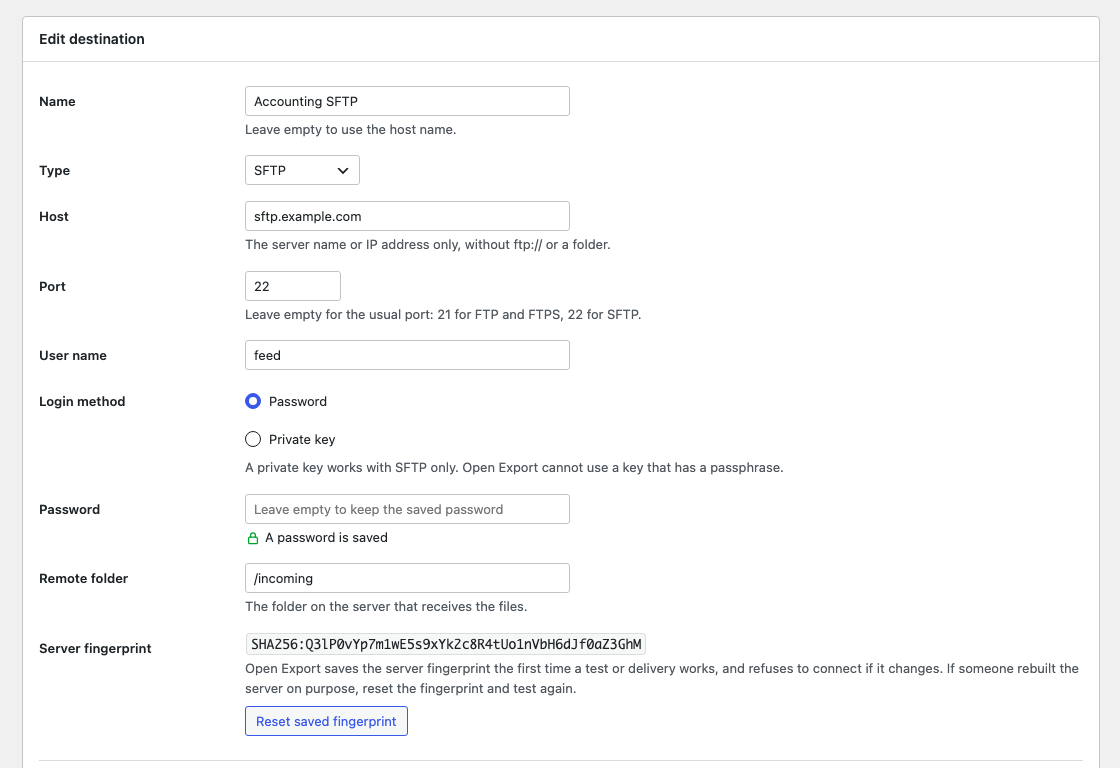 Edit destination
Name
Accounting SFTP
Leave empty to use the host name.
Type
SFTP
Host
sftp.example.com
The server name or IP address only, without ftp:// or a folder.
Port
22
Leave empty for the usual port: 21 for FTP and FTPS, 22 for SFTP.
User name
feed
Login method
Password
Private key
A private key works with SFTP only. Open Export cannot use a key that has a passphrase.
Password
Leave empty to keep the saved password
A password is saved
Remote folder
/incoming
The folder on the server that receives the files.
Server fingerprint
SHA256:Q3lP0vYp7m1wE5s9xYk2c8R4tUo1nVbH6dJf0aZ3GhM
Open Export saves the server fingerprint the first time a test or delivery works, and refuses to connect if it changes. If someone rebuilt the
server on purpose, reset the fingerprint and test again.
Reset saved fingerprint